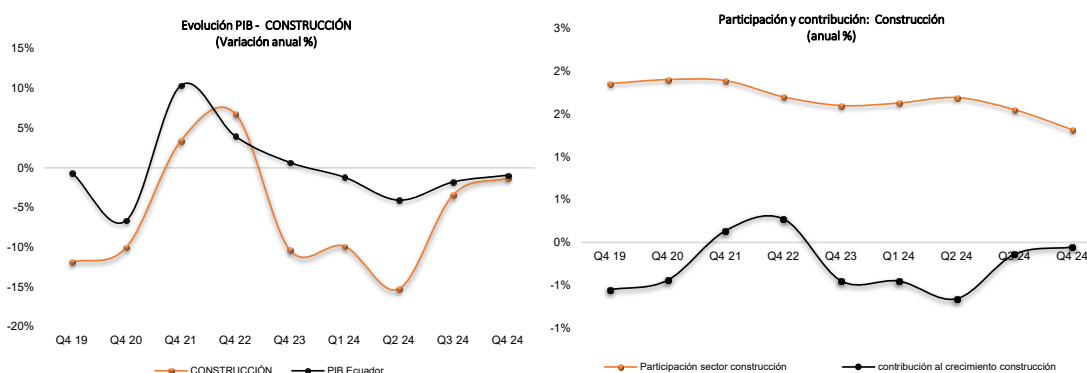 Evolución PIB - CONSTRUCCIÓN
(Variación anual %)
15%
10%
5%
0%
-5%
-10%
-15%
-20%
Q4 19 Q4 20 Q4 21 Q4 22 Q4 23 Q1 24 Q2 24 Q3 24 Q4 24
CONSTRUCCIÓN PIB Ecuador
Participación y contribución: Construcción
(anual %)
3%
2%
2%
1%
1%
0%
-1%
-1%
Q4 19 Q4 20 Q4 21 Q4 22 Q4 23 Q1 24 Q2 24 Q3 24 Q4 24
Participación sector construcción contribución al crecimiento construcción